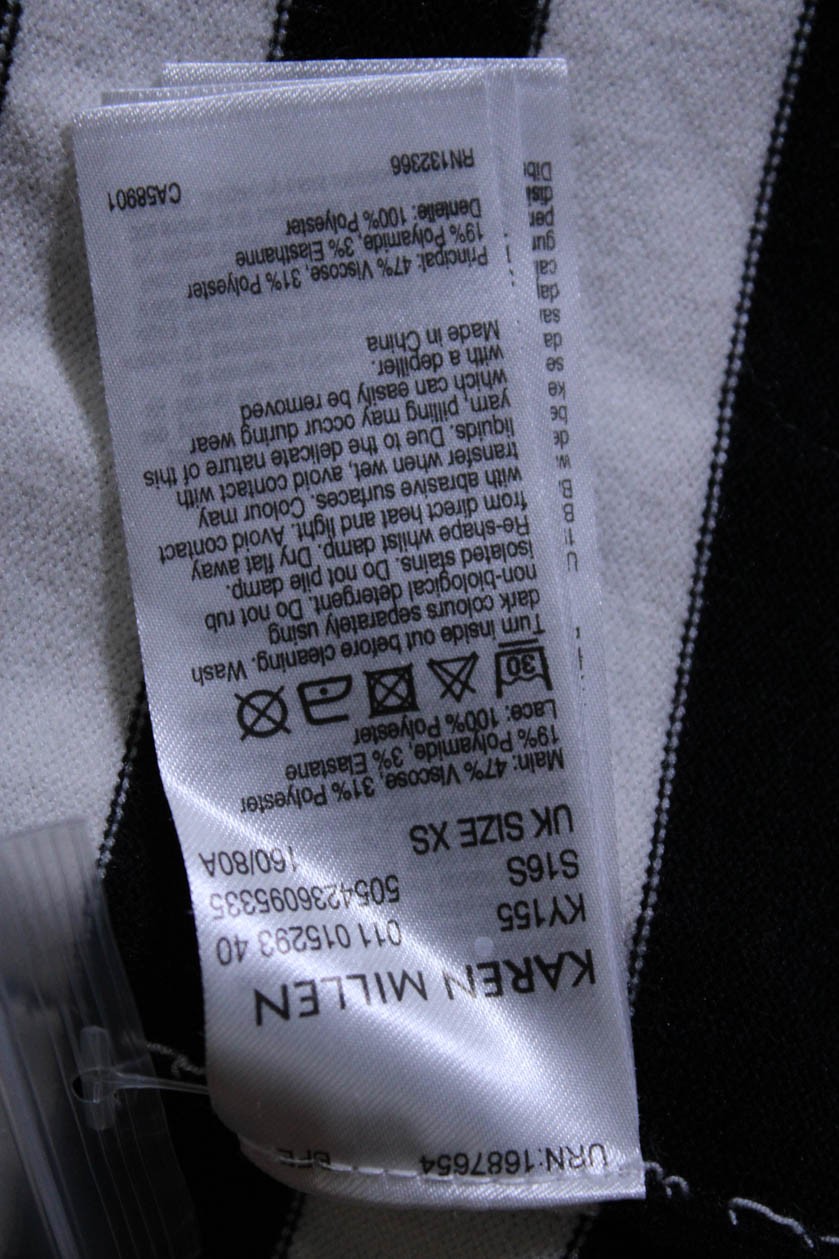 URN:1687654 BFE
KAREN MILLEN
KY155 011 015293 40
S16S 5054236095335
UK SIZE XS 160/80A
Main: 47% Viscose, 31% Polyester
19% Polyamide, 3% Elastane
Lace: 100% Polyester
30
Turn inside out before cleaning. Wash
dark colours separately using
non-biological detergent. Do not rub
isolated stains. Do not pile damp.
Re-shape whilst damp. Dry flat away
from direct heat and light. Avoid contact
with abrasive surfaces. Colour may
transfer when wet, avoid contact with
liquids. Due to the delicate nature of this
yarn, pilling may occur during wear
which can easily be removed
with a depiller.
Made in China
Principal: 47% Viscose, 31% Polyester
19% Polyamide, 3% Elasthanne
Dentelle: 100% Polyester
RN132366 CA58901